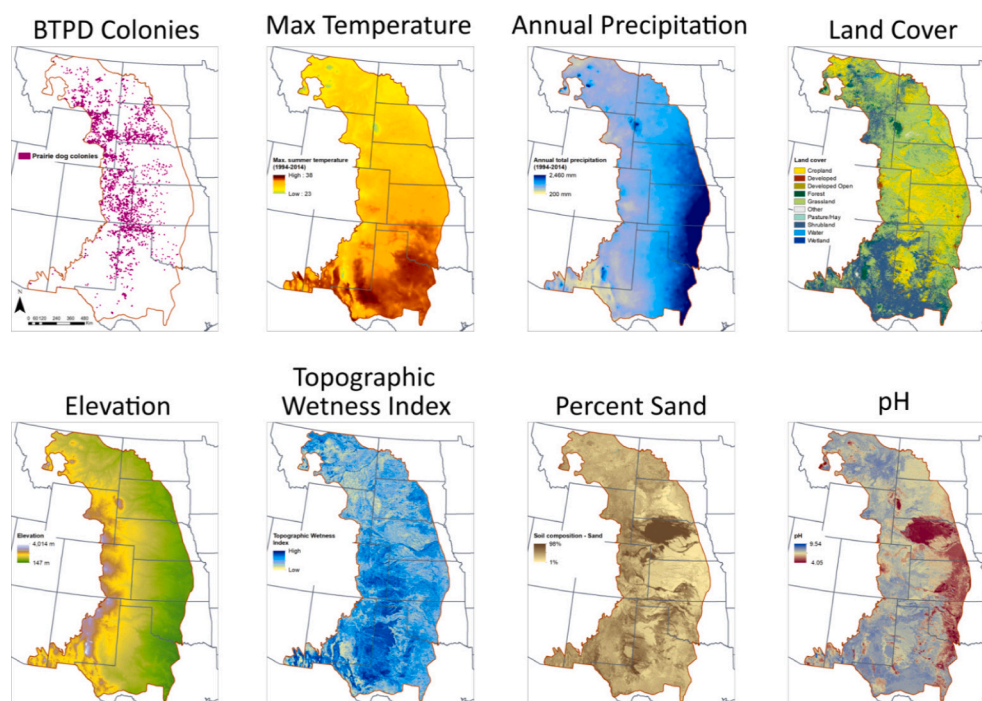 BTPD Colonies
Max Temperature
Annual Precipitation
Land Cover
Prairie dog colonies
N
Max. summer temperature
(1994-2014)
High : 38
Low : 23
Annual total precipitation
(1994-2014)
2,460 mm
200 mm
Land cover
Cropland
Developed
Developed Open
Forest
Grassland
Other
Pasture/Hay
Shrubland
Water
Wetland
Elevation
Topographic
Wetness Index
Percent Sand
pH
Elevation
4,014 m
147 m
Topographic Wetness
Index
High
Low
Soil composition - Sand
98%
1%
pH
9.54
4.05